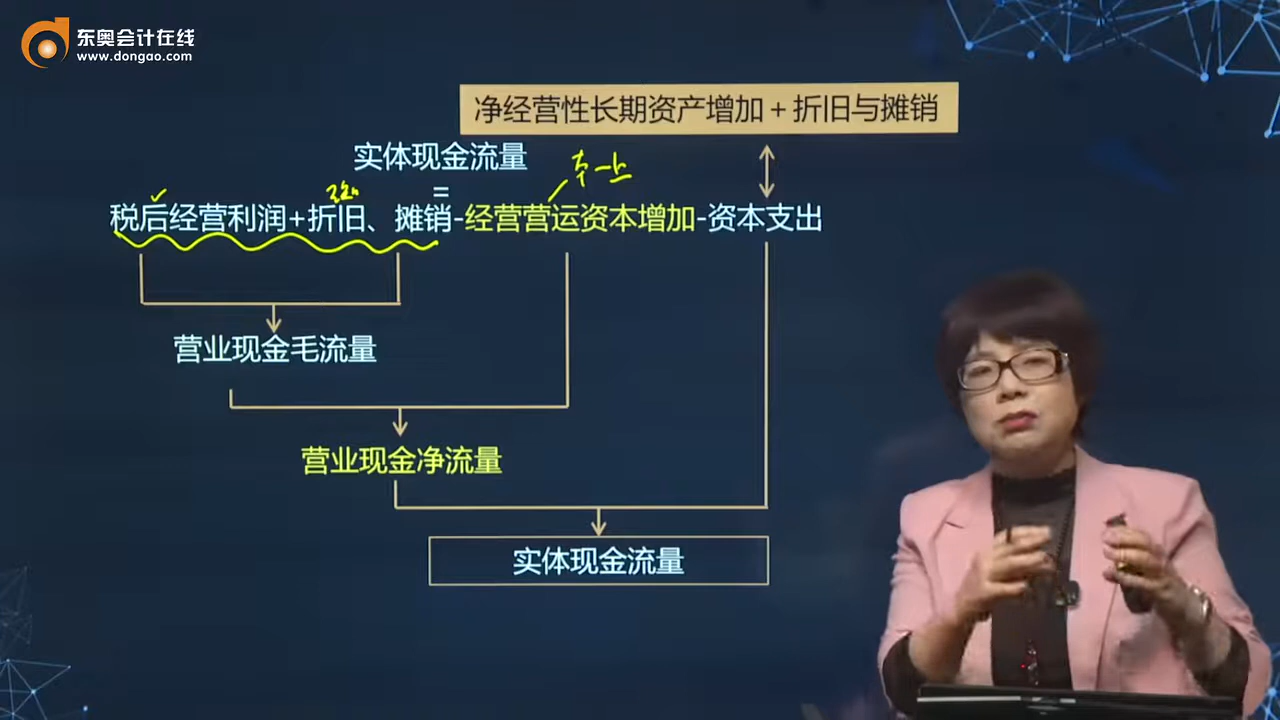 东奥会计在线
www.dongao.com
净经营性长期资产增加+折旧与摊销
实体现金流量
本-上
=
税后经营利润+折旧、摊销-经营营运资本增加-资本支出
营业现金毛流量
营业现金净流量
实体现金流量